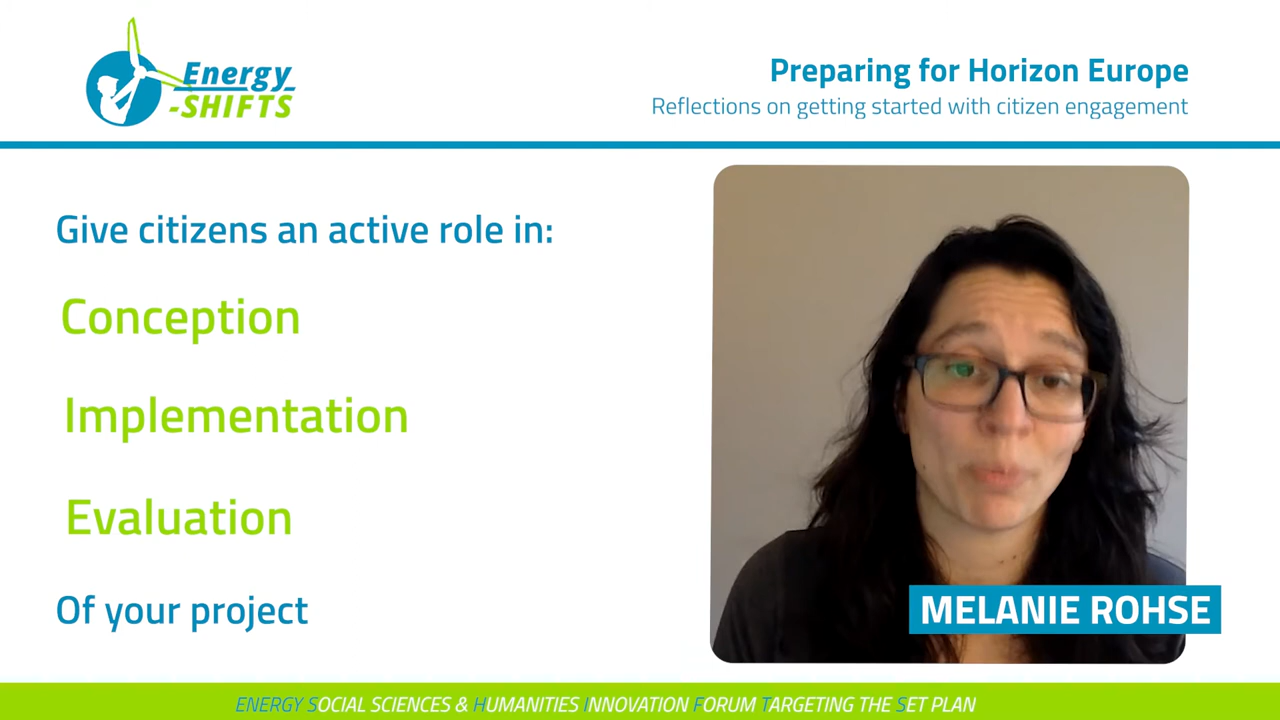 Energy
-SHIFTS
Preparing for Horizon Europe
Reflections on getting started with citizen engagement
Give citizens an active role in:
Conception
Implementation
Evaluation
Of your project
MELANIE ROHSE
ENERGY SOCIAL SCIENCES & HUMANITIES INNOVATION FORUM TARGETING THE SET PLAN